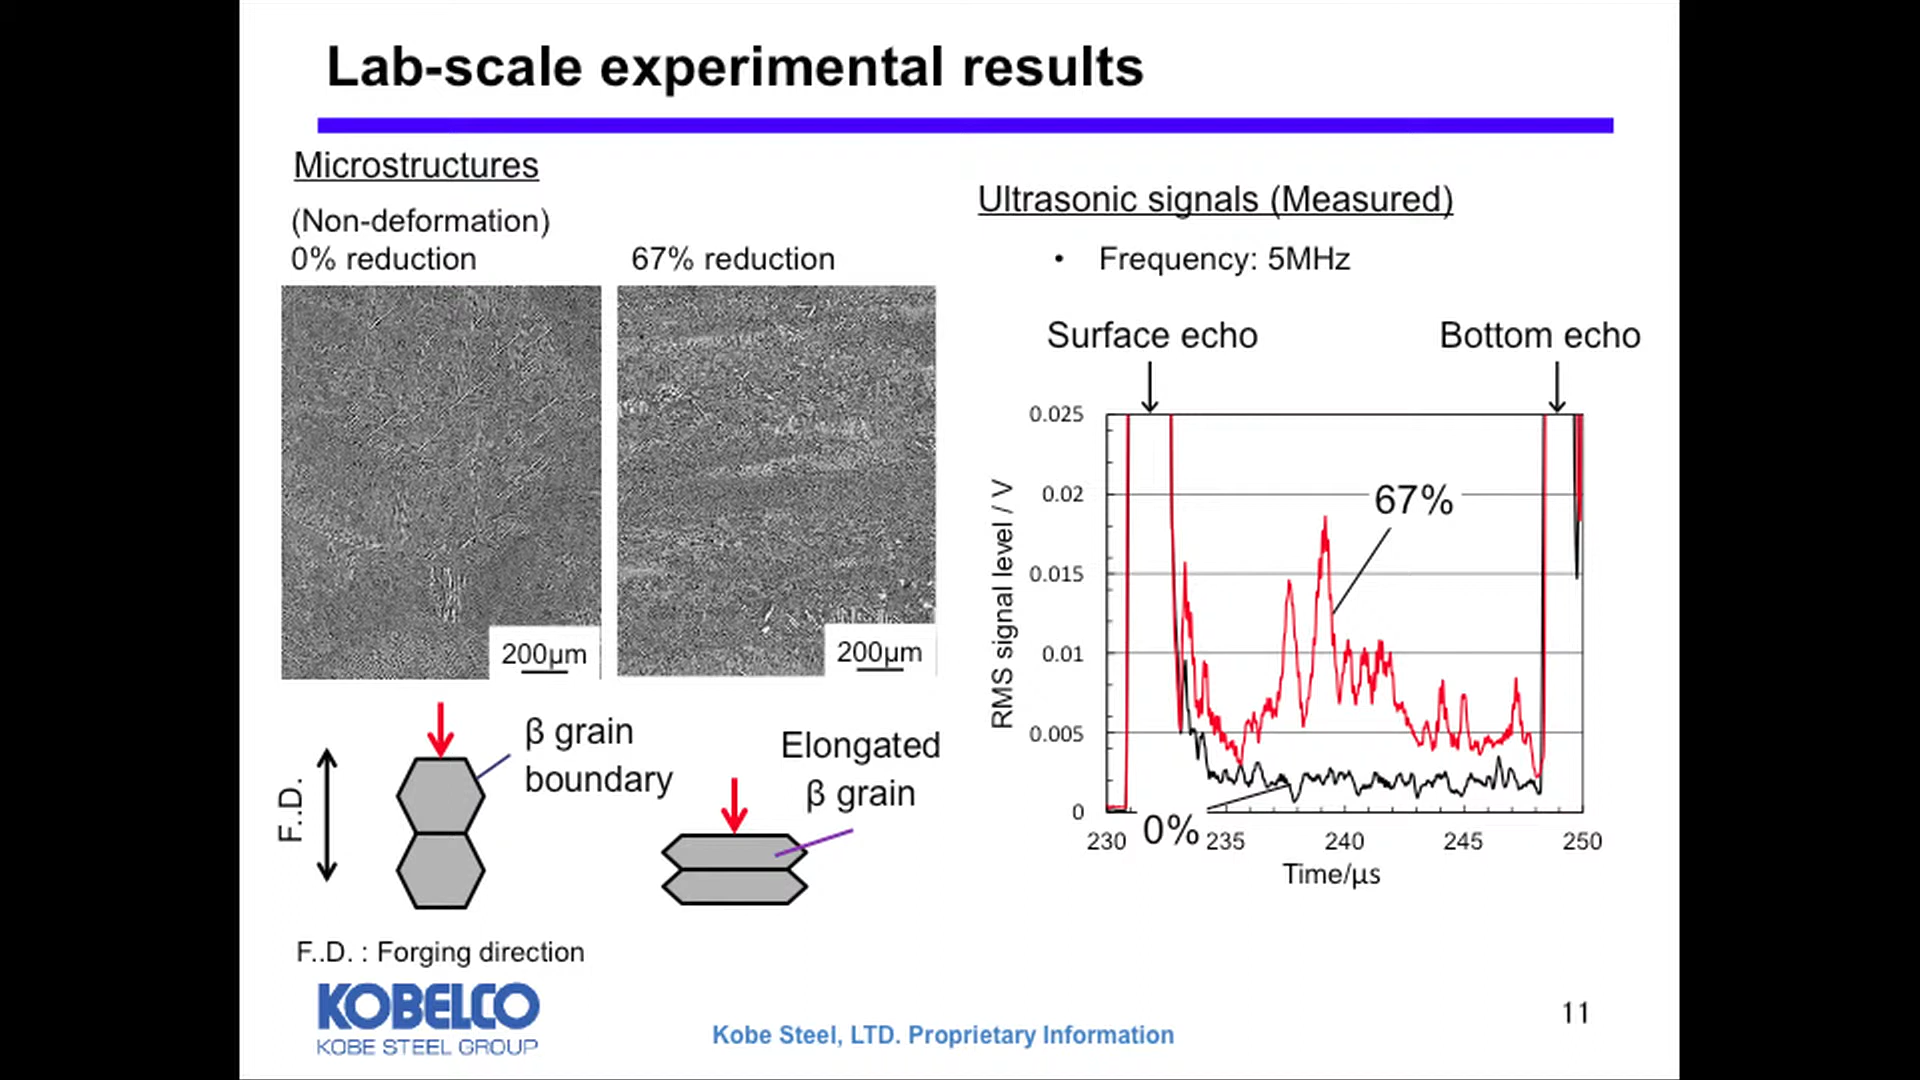 Lab-scale experimental results
Microstructures
(Non-deformation)
0% reduction
67% reduction
200μm
200μm
β grain
boundary
Elongated
β grain
F..D.
F..D. : Forging direction
Ultrasonic signals (Measured)
• Frequency: 5MHz
Surface echo
Bottom echo
RMS signal level / V
0.025
0.02
0.015
0.01
0.005
0
67%
0%
230
235
240
245
250
Time/μs
KOBELCO
KOBE STEEL GROUP
Kobe Steel, LTD. Proprietary Information
11